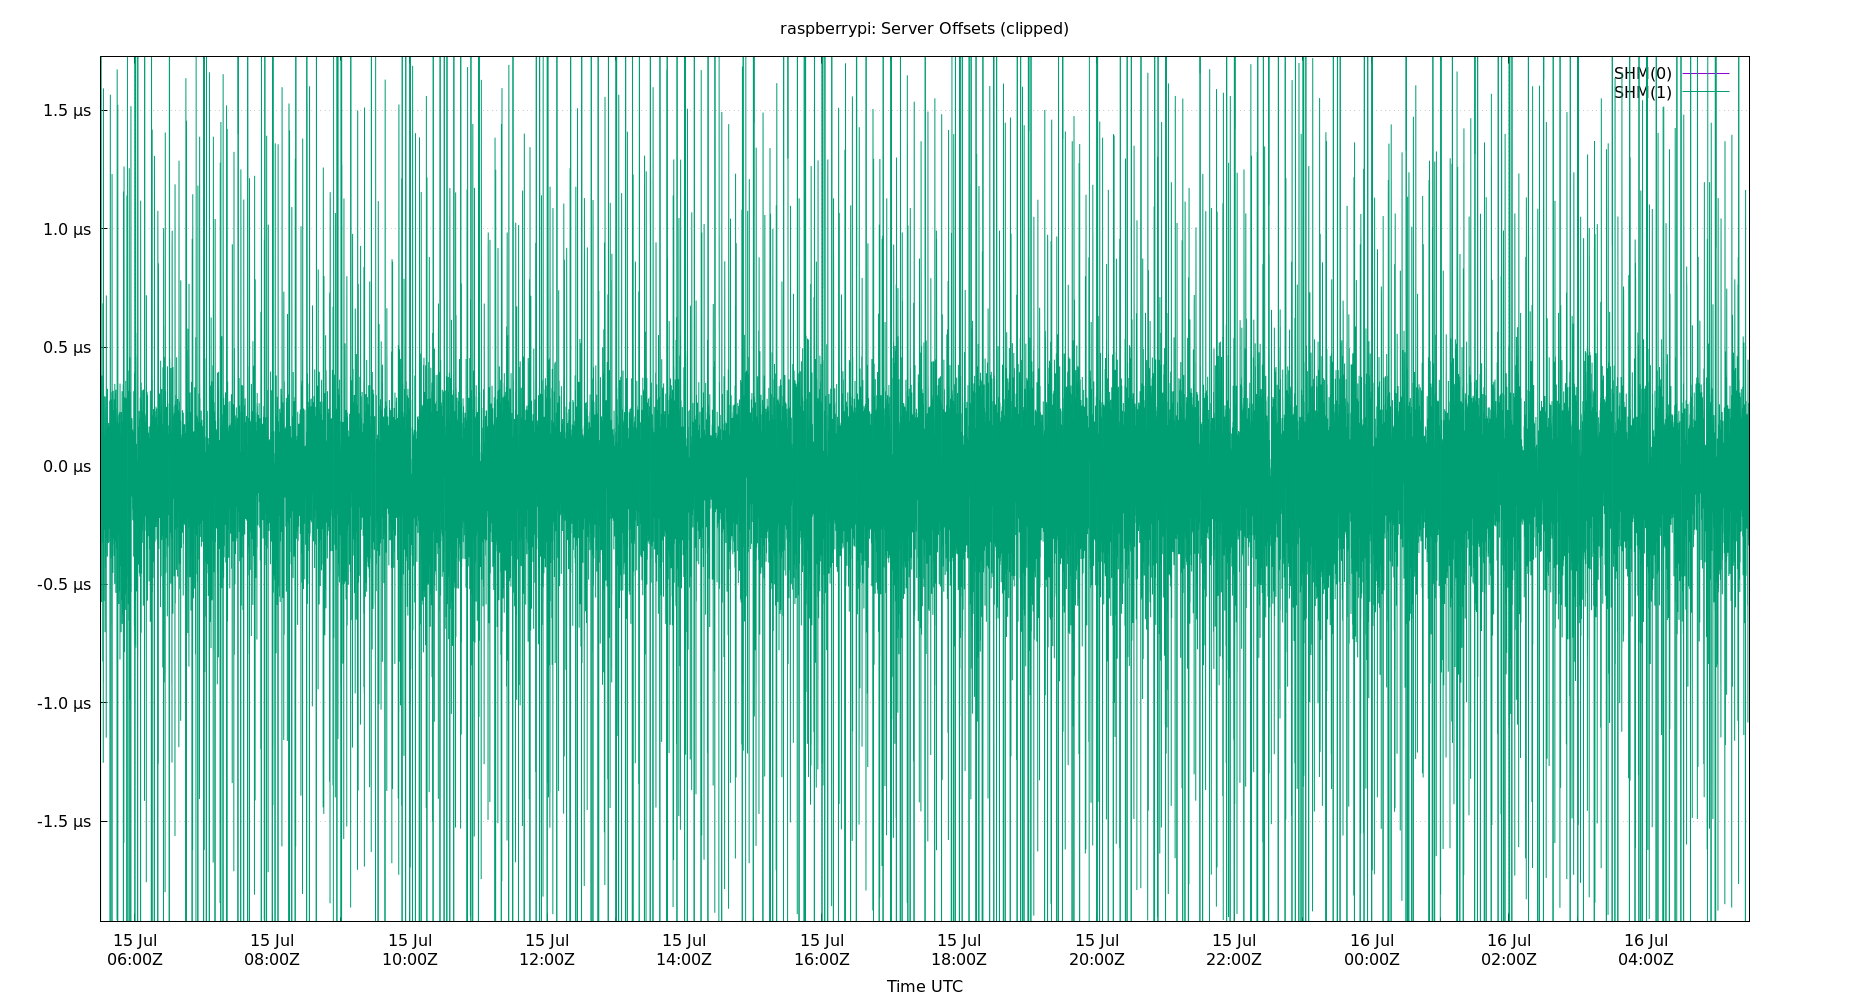 raspberrypi: Server Offsets (clipped)
SHM(0)
SHM(1)
1.5 µs
1.0 µs
0.5 µs
0.0 µs
-0.5 µs
-1.0 µs
-1.5 µs
15 Jul 15 Jul 15 Jul 15 Jul 15 Jul 15 Jul 15 Jul 15 Jul 15 Jul 16 Jul 16 Jul 16 Jul
06:00Z 08:00Z 10:00Z 12:00Z 14:00Z 16:00Z 18:00Z 20:00Z 22:00Z 00:00Z 02:00Z 04:00Z
Time UTC